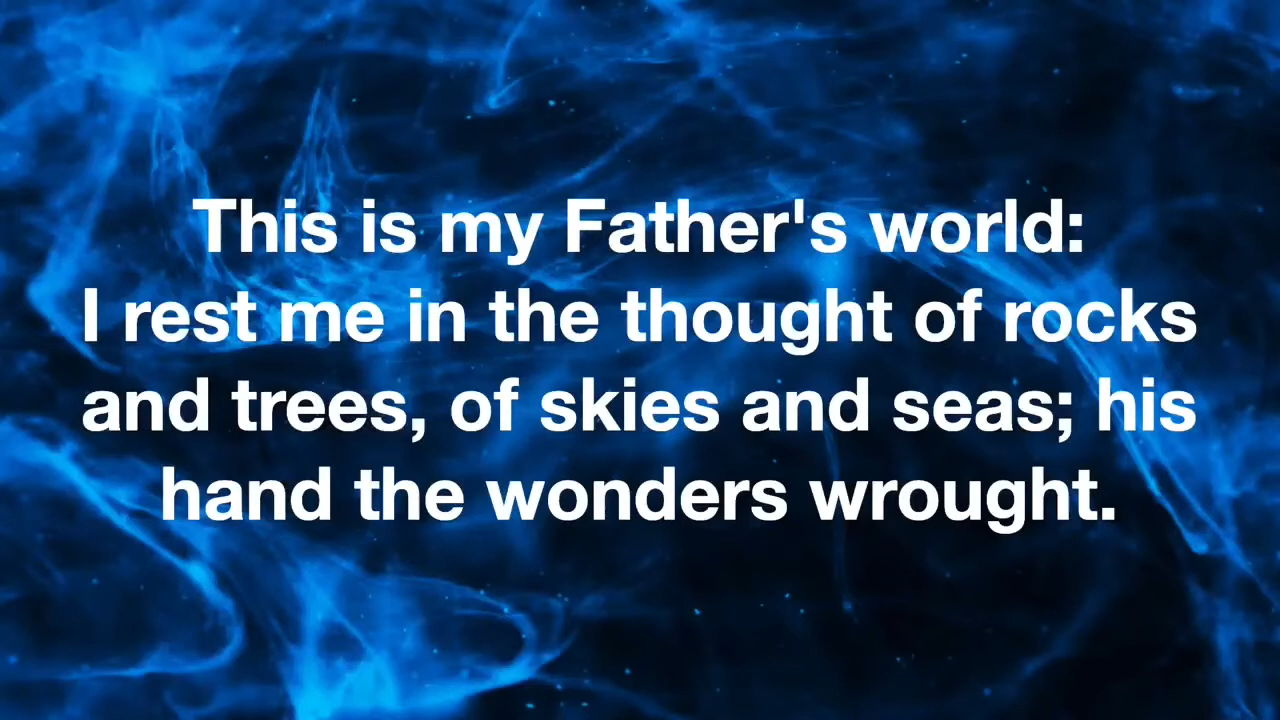 This is my Father's world:
I rest me in the thought of rocks
and trees, of skies and seas; his
hand the wonders wrought.